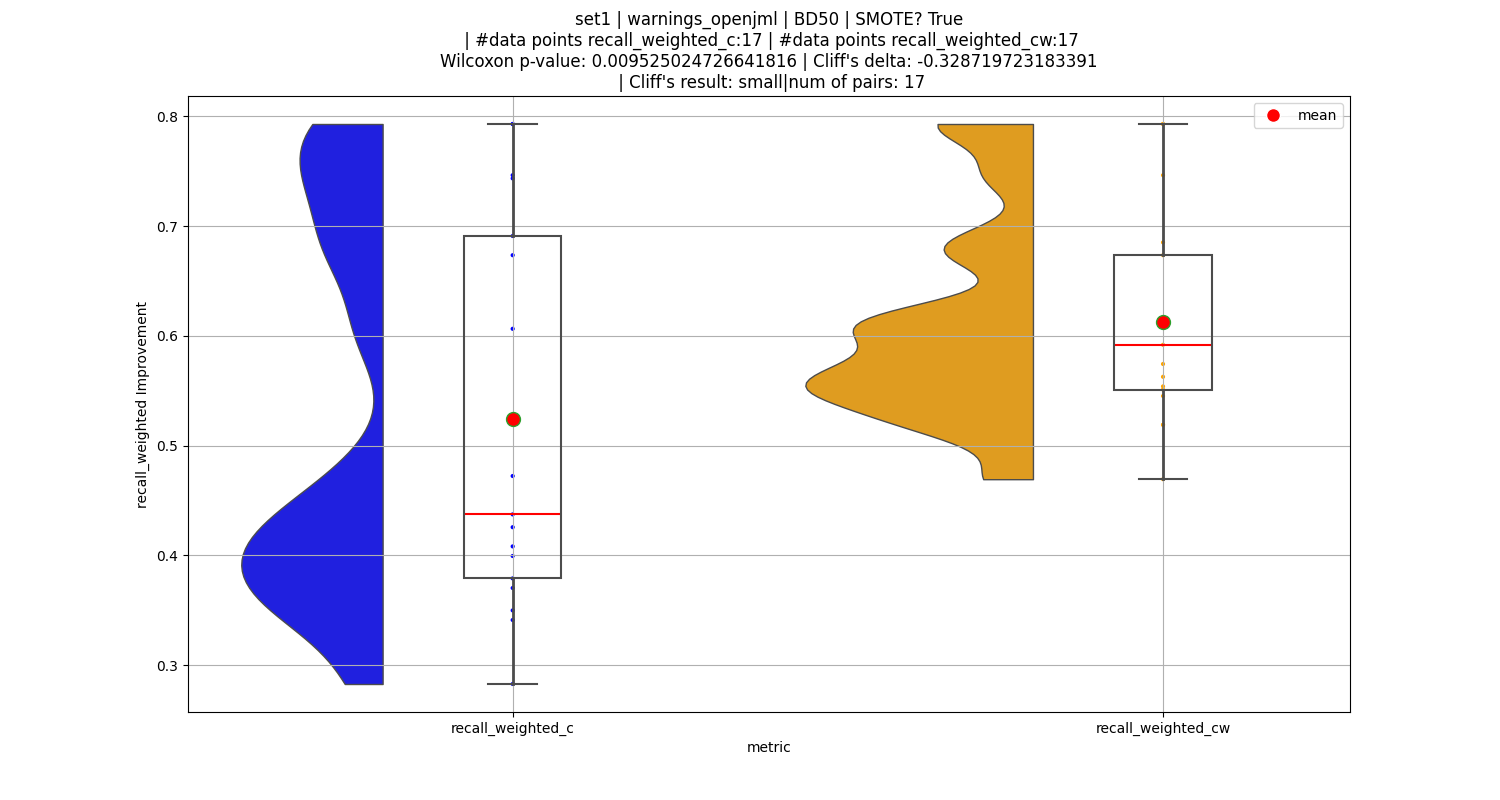 set1 | warnings_openjml | BD50 | SMOTE? True
| #data points recall_weighted_c:17 | #data points recall_weighted_cw:17
Wilcoxon p-value: 0.009525024726641816 | Cliff's delta: -0.328719723183391
| Cliff's result: small|num of pairs: 17
mean
0.8
0.7
0.6
0.5
0.4
0.3
recall_weighted Improvement
recall_weighted_c
recall_weighted_cw
metric